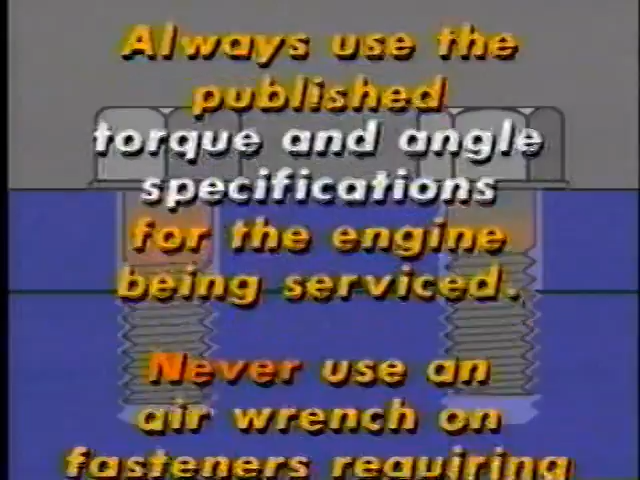 Always use the
published
torque and angle
specifications
for the engine
being serviced.
Never use an
air wrench on
fasteners requiring